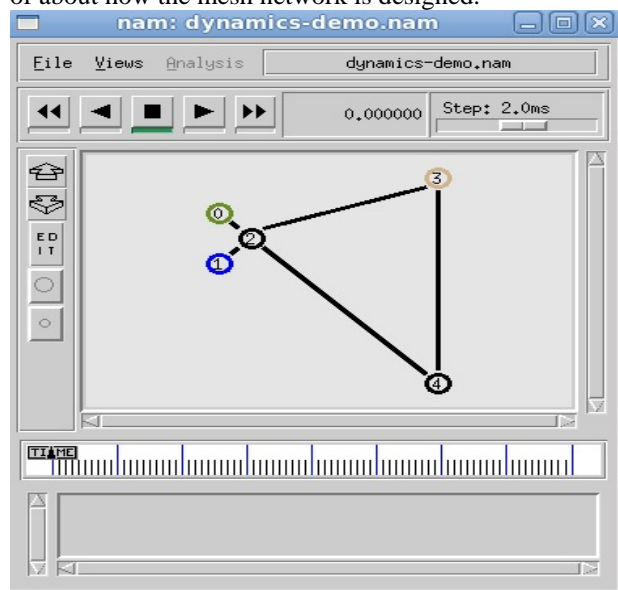 of about how the mesh network is designed.
nam: dynamics-demo.nam
File Views Analysis dynamics-demo.nam
0.000000 Step: 2.0ms
3
0
2
ED
IT
1
4
TIME